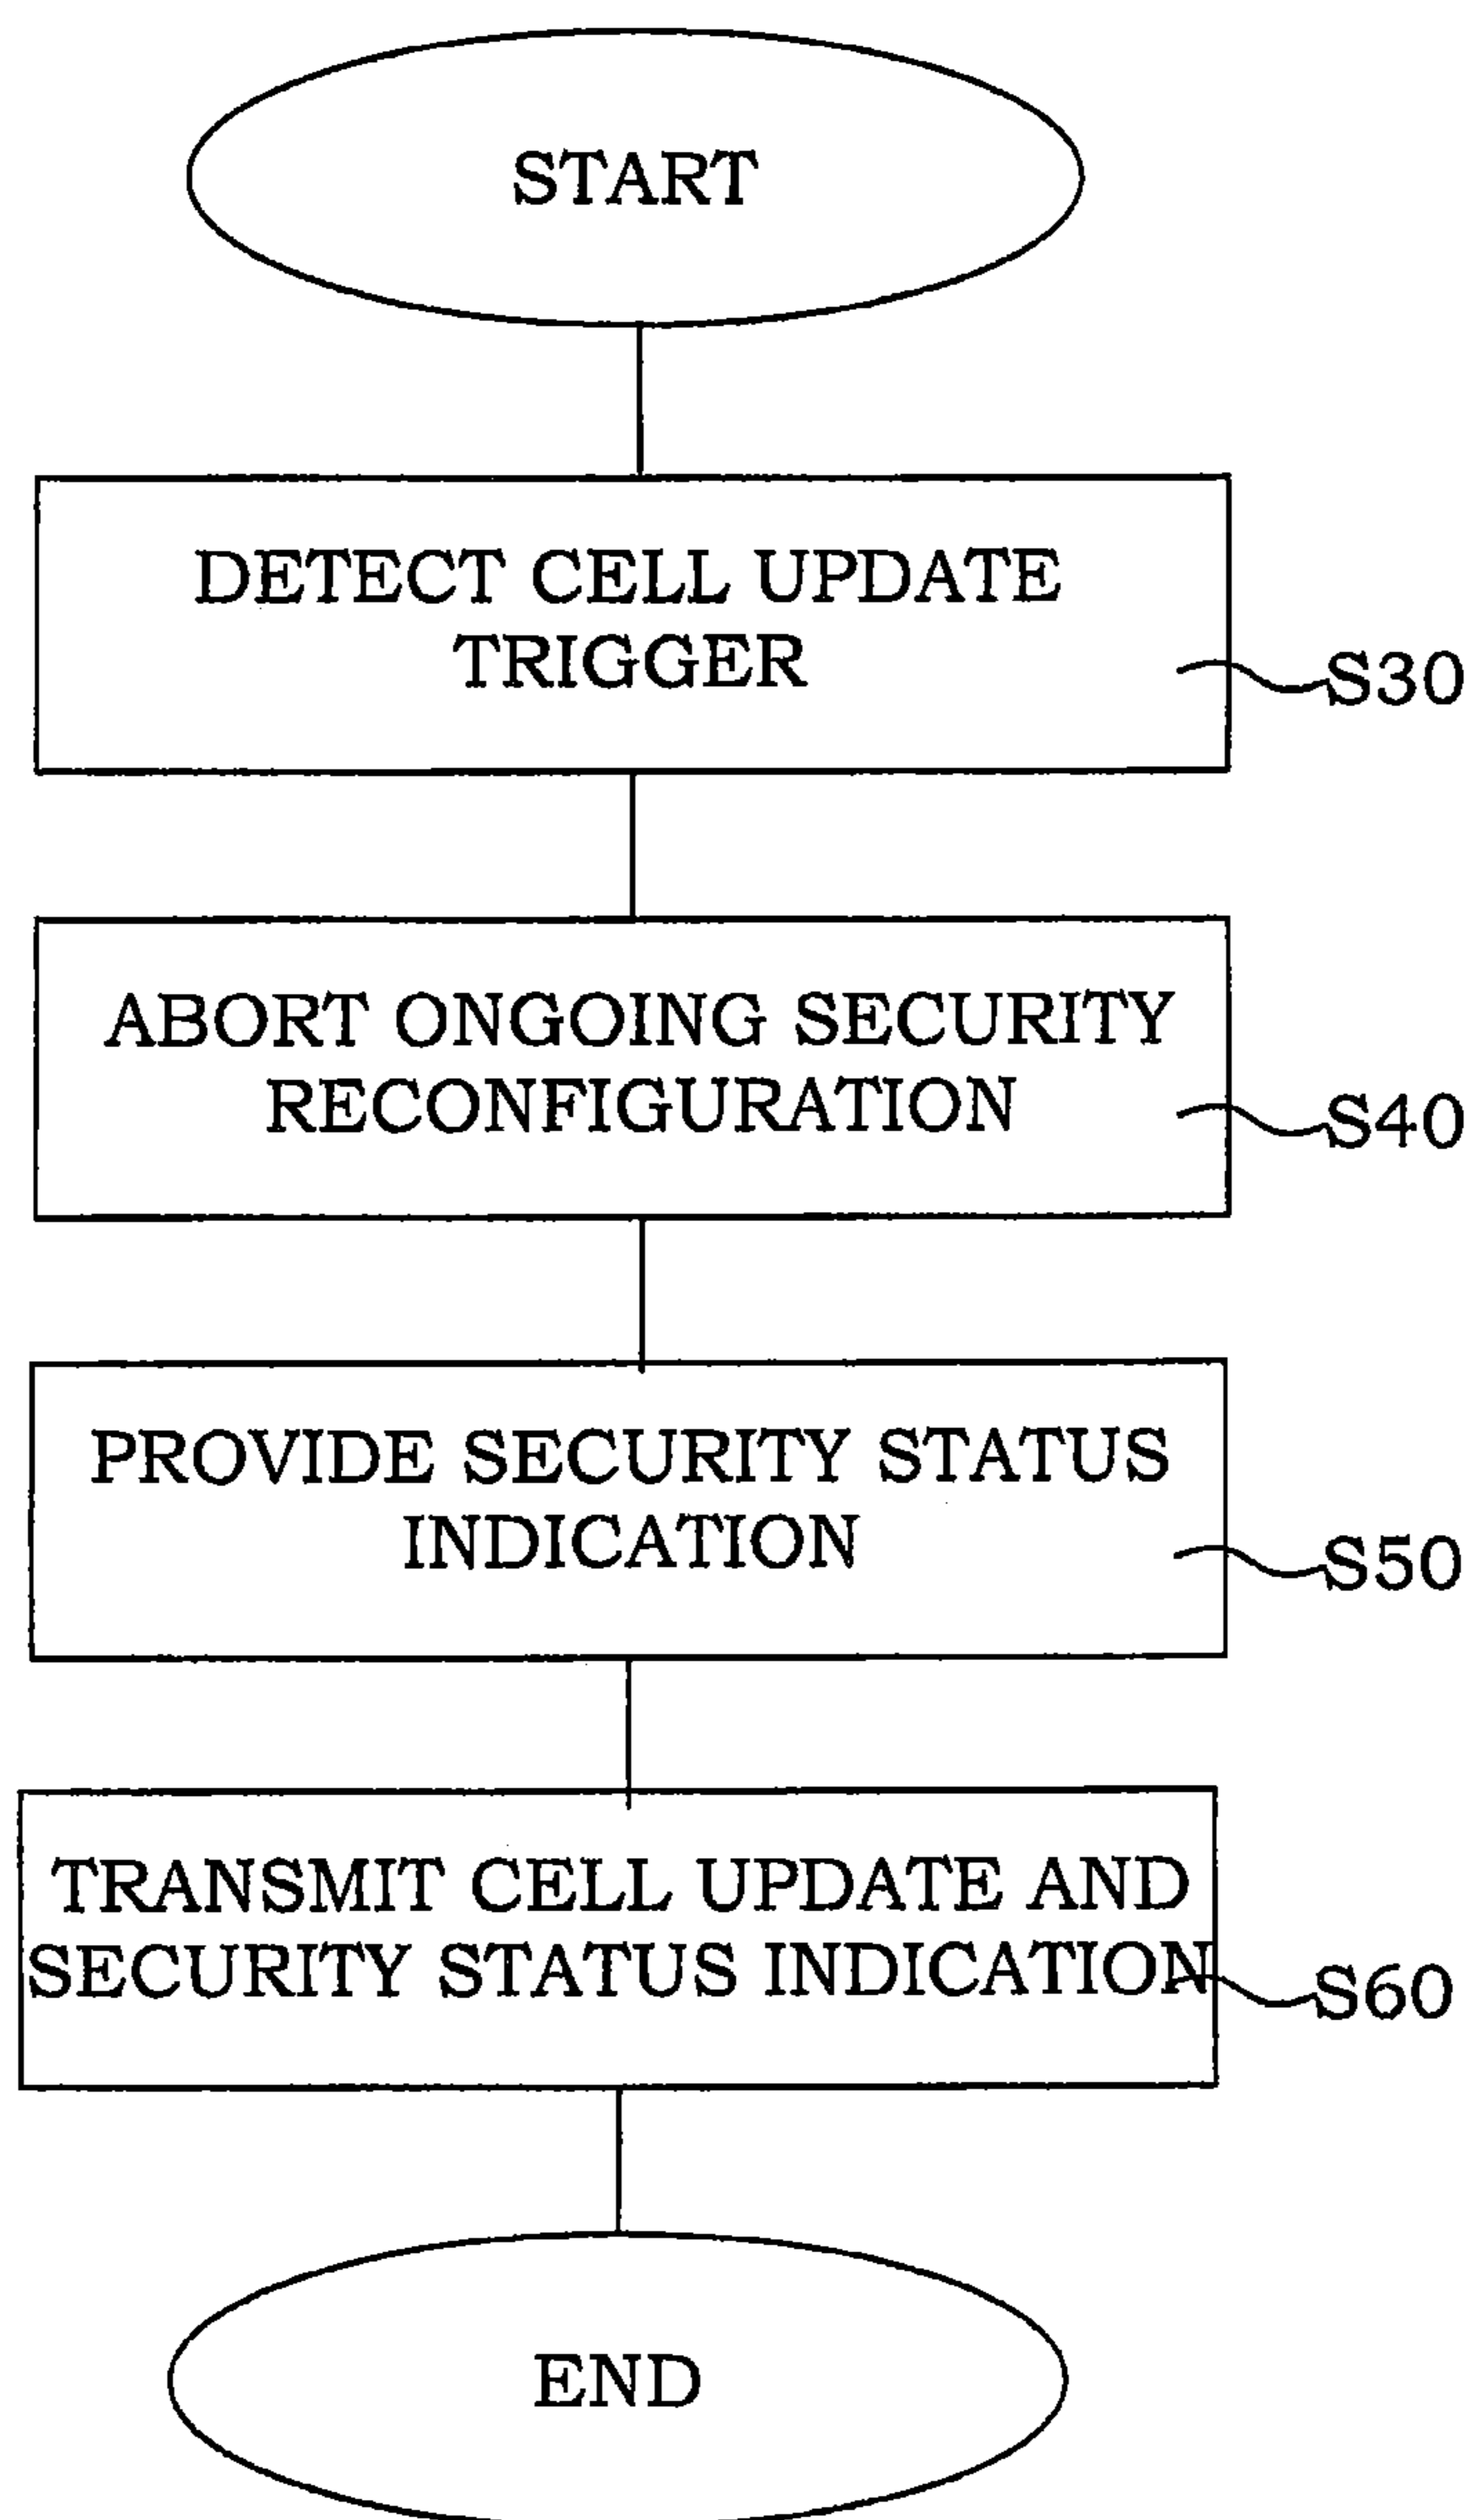 START
DETECT CELL UPDATE
TRIGGER
S30
ABORT ONGOING SECURITY
RECONFIGURATION
S40
PROVIDE SECURITY STATUS
INDICATION
S50
TRANSMIT CELL UPDATE AND
SECURITY STATUS INDICATION
S60
END